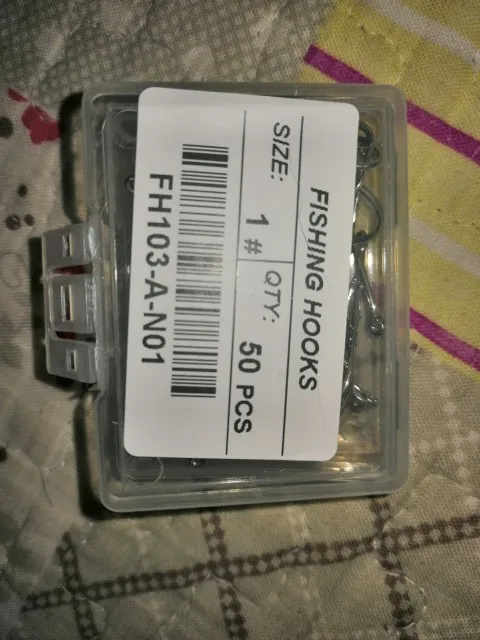 FISHING HOOKS
SIZE: 1 # QTY: 50 PCS
FH103-A-N01